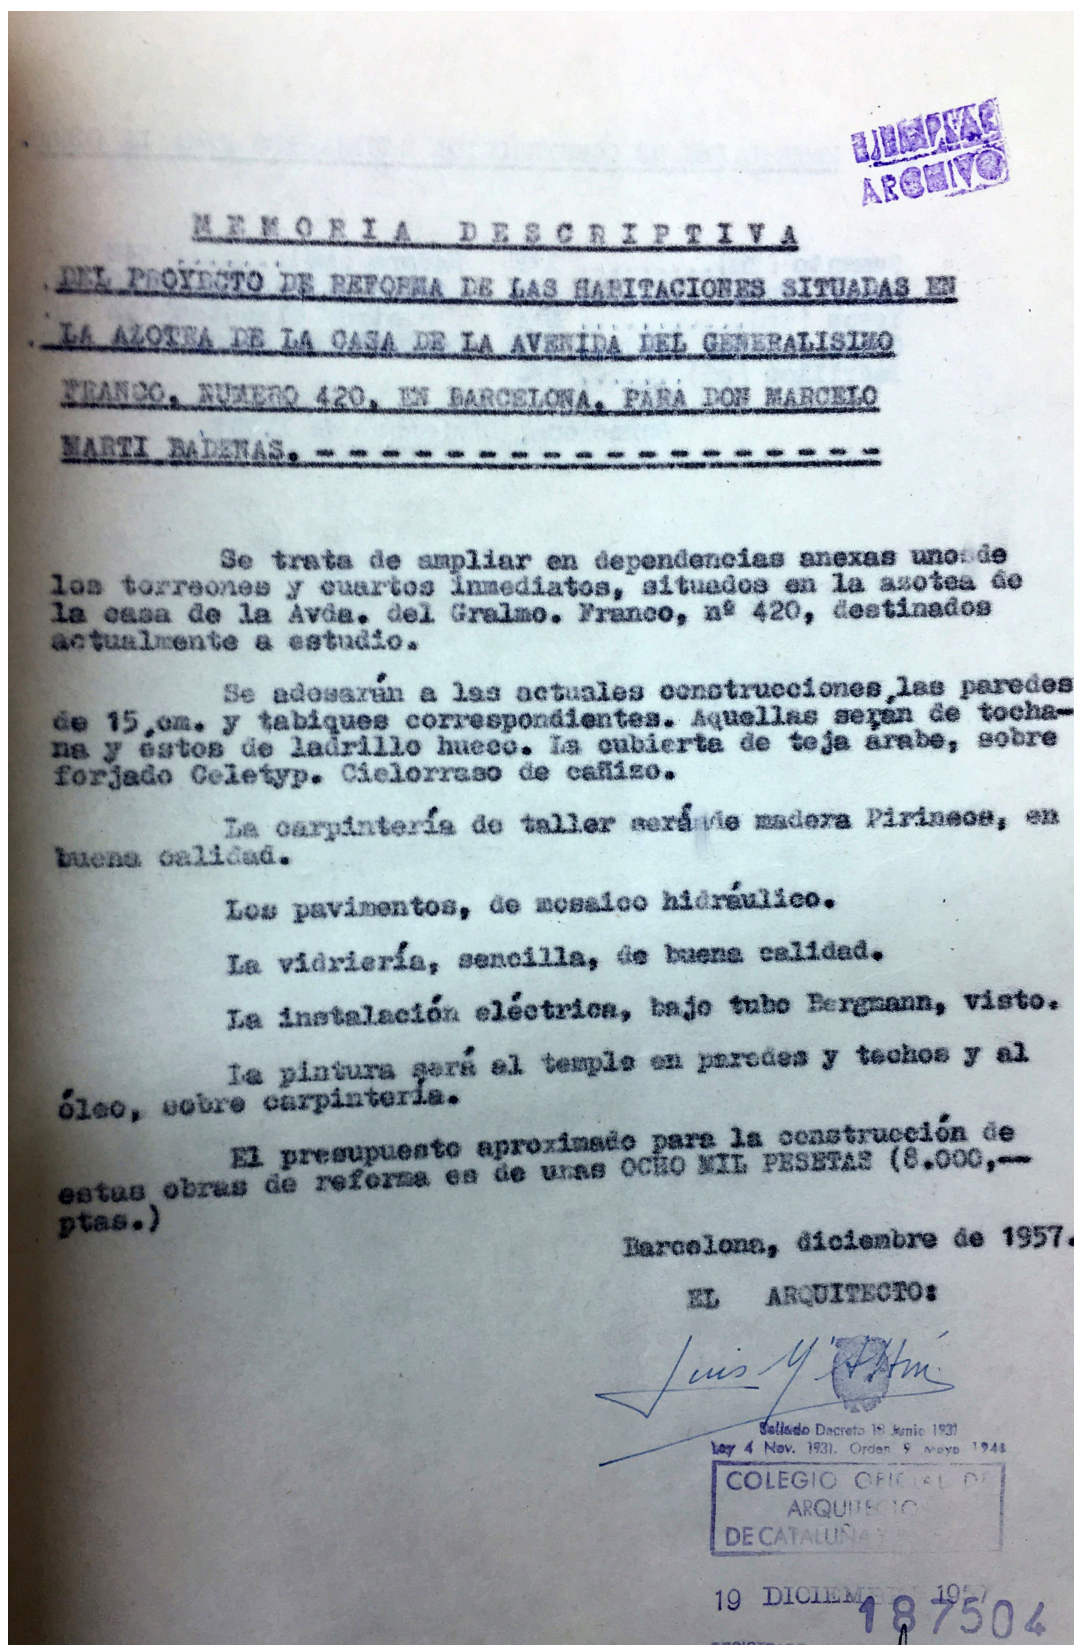 EJEMPLAR
ARCHIVO
MEMORIA DESCRIPTIVA
DEL PROYECTO DE REFORMA DE LAS HABITACIONES SITUADAS EN
LA AZOTEA DE LA CASA DE LA AVENIDA DEL GENERALISIMO
FRANCO, NUMERO 420, EN BARCELONA, PARA DON MARCELO
MARTI BADENAS. - - - - - - - - - - - - - - - - - -
Se trata de ampliar en dependencias anexas uno de
los torreones y cuartos inmediatos, situados en la azotea de
la casa de la Avda. del Gralmo. Franco, nº 420, destinados
actualmente a estudio.
Se adosarán a las actuales construcciones, las paredes
de 15 cm. y tabiques correspondientes. Aquellas serán de tocha-
na y éstos de ladrillo hueco. La cubierta de teja árabe, sobre
forjado Celetyp. Cielorraso de cañizo.
La carpintería de taller será de madera Pirineos, en
buena calidad.
Los pavimentos, de mosaico hidráulico.
La vidriería, sencilla, de buena calidad.
La instalación eléctrica, bajo tubo Bergmann, visto.
La pintura será al temple en paredes y techos y al
óleo, sobre carpintería.
El presupuesto aproximado para la construcción de
estas obras de reforma es de unas OCHO MIL PESETAS (8.000,--
ptas.)
Barcelona, diciembre de 1957.
EL ARQUITECTO:
Luis
Sellado Decreto 18 Junio 1931
Ley 4 Nov. 1931. Orden 9 mayo 1944
COLEGIO OFICIAL DE
ARQUITECTOS
DE CATALUÑA Y
19 DICIEMBRE 1957
187504